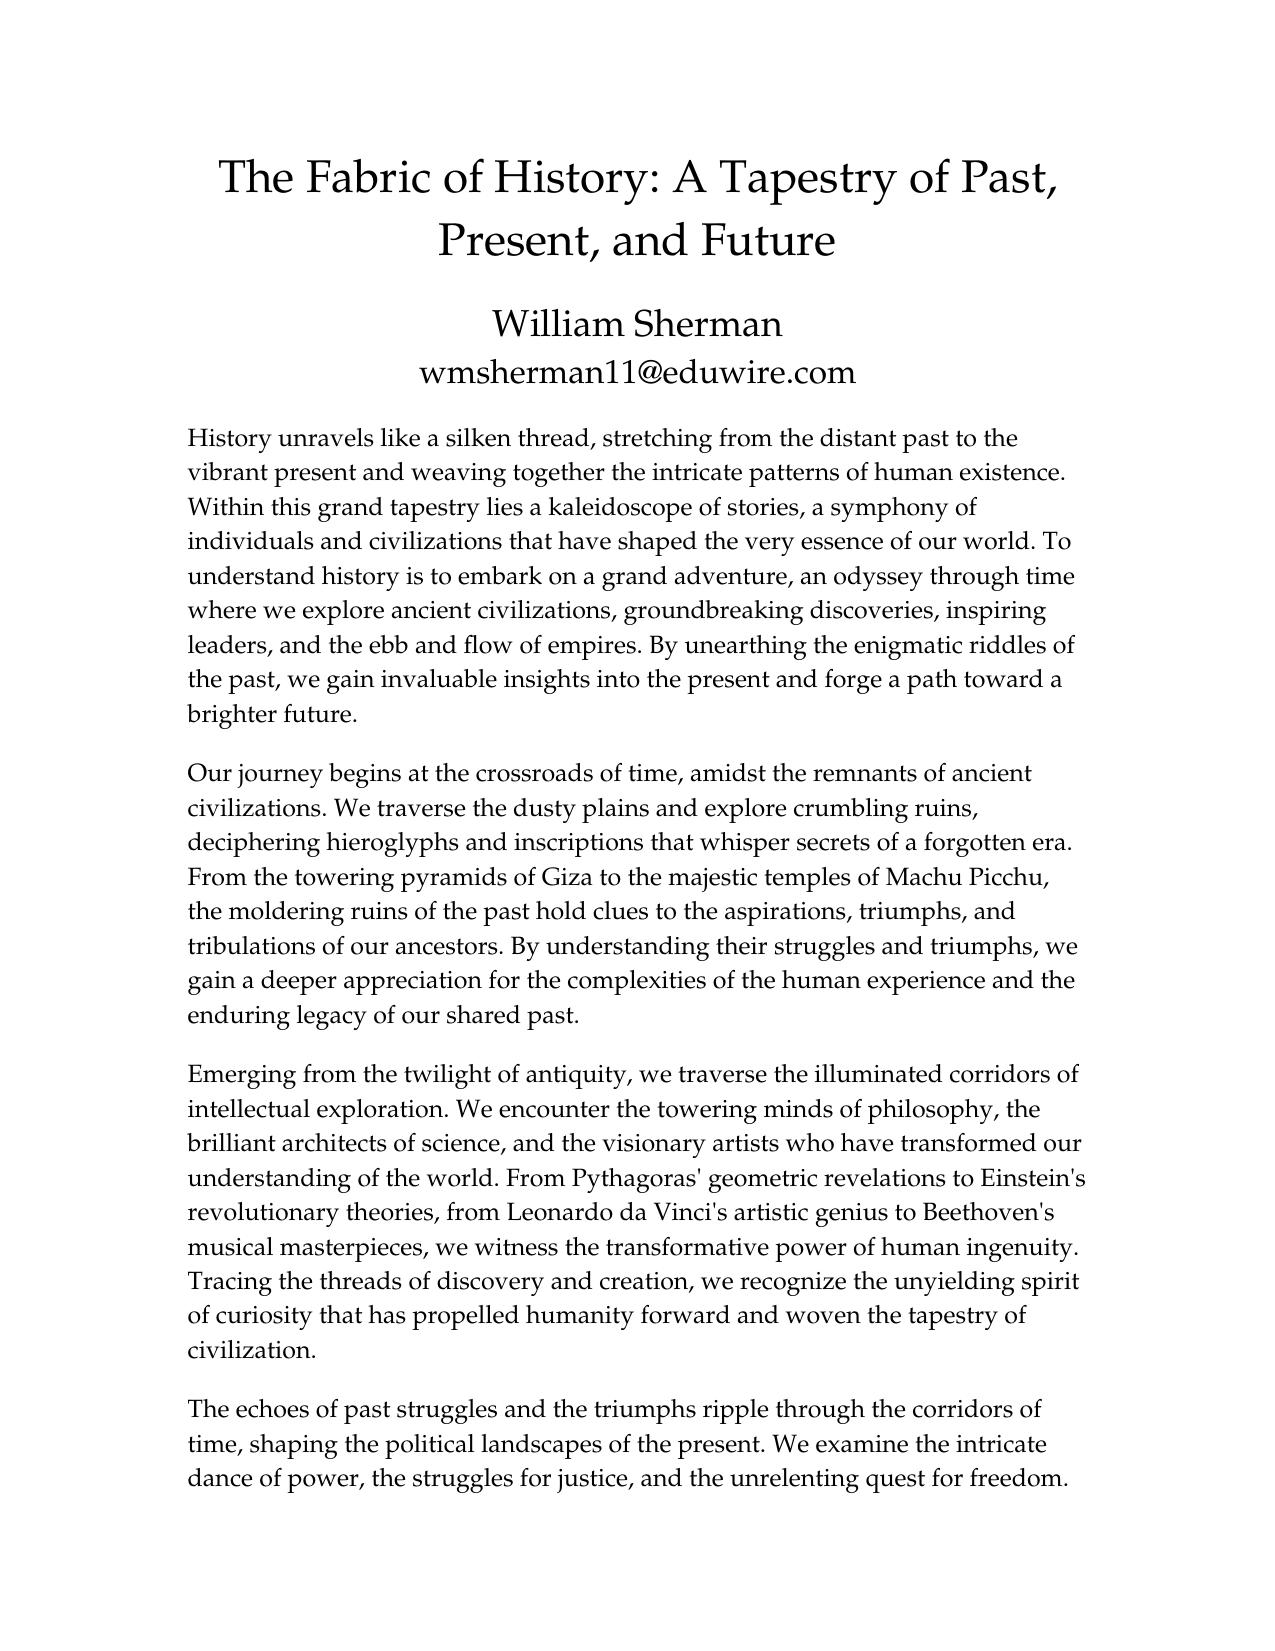 The Fabric of History: A Tapestry of Past,
Present, and Future
William Sherman
wmsherman11@eduwire.com
History unravels like a silken thread, stretching from the distant past to the
vibrant present and weaving together the intricate patterns of human existence.
Within this grand tapestry lies a kaleidoscope of stories, a symphony of
individuals and civilizations that have shaped the very essence of our world. To
understand history is to embark on a grand adventure, an odyssey through time
where we explore ancient civilizations, groundbreaking discoveries, inspiring
leaders, and the ebb and flow of empires. By unearthing the enigmatic riddles of
the past, we gain invaluable insights into the present and forge a path toward a
brighter future.
Our journey begins at the crossroads of time, amidst the remnants of ancient
civilizations. We traverse the dusty plains and explore crumbling ruins,
deciphering hieroglyphs and inscriptions that whisper secrets of a forgotten era.
From the towering pyramids of Giza to the majestic temples of Machu Picchu,
the moldering ruins of the past hold clues to the aspirations, triumphs, and
tribulations of our ancestors. By understanding their struggles and triumphs, we
gain a deeper appreciation for the complexities of the human experience and the
enduring legacy of our shared past.
Emerging from the twilight of antiquity, we traverse the illuminated corridors of
intellectual exploration. We encounter the towering minds of philosophy, the
brilliant architects of science, and the visionary artists who have transformed our
understanding of the world. From Pythagoras' geometric revelations to Einstein's
revolutionary theories, from Leonardo da Vinci's artistic genius to Beethoven's
musical masterpieces, we witness the transformative power of human ingenuity.
Tracing the threads of discovery and creation, we recognize the unyielding spirit
of curiosity that has propelled humanity forward and woven the tapestry of
civilization.
The echoes of past struggles and the triumphs ripple through the corridors of
time, shaping the political landscapes of the present. We examine the intricate
dance of power, the struggles for justice, and the unrelenting quest for freedom.